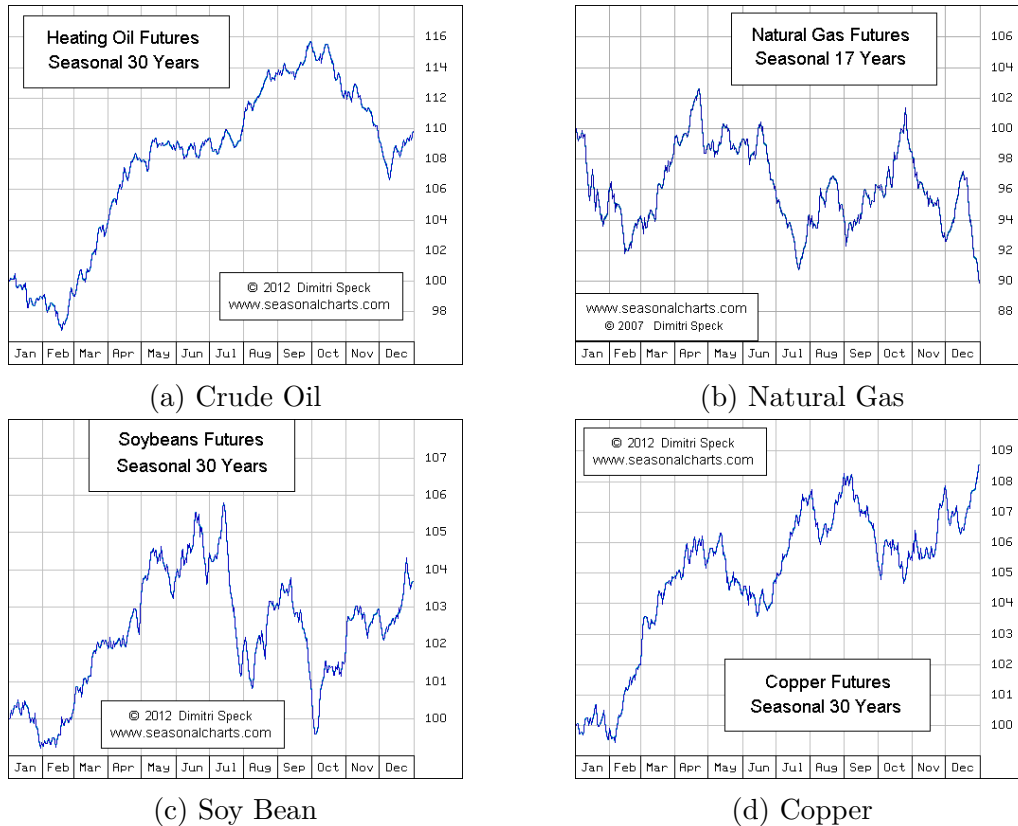 Heating Oil Futures
Seasonal 30 Years
116
114
112
110
108
106
104
102
100
98
© 2012 Dimitri Speck
www.seasonalcharts.com
Jan Feb Mar Apr May Jun Jul Aug Sep Oct Nov Dec
(a) Crude Oil
Natural Gas Futures
Seasonal 17 Years
106
104
102
100
98
96
94
92
90
88
www.seasonalcharts.com
© 2007 Dimitri Speck
Jan Feb Mar Apr May Jun Jul Aug Sep Oct Nov Dec
(b) Natural Gas
Soybeans Futures
Seasonal 30 Years
107
106
105
104
103
102
101
100
© 2012 Dimitri Speck
www.seasonalcharts.com
Jan Feb Mar Apr May Jun Jul Aug Sep Oct Nov Dec
(c) Soy Bean
© 2012 Dimitri Speck
www.seasonalcharts.com
109
108
107
106
105
104
103
102
101
100
Copper Futures
Seasonal 30 Years
Jan Feb Mar Apr May Jun Jul Aug Sep Oct Nov Dec
(d) Copper